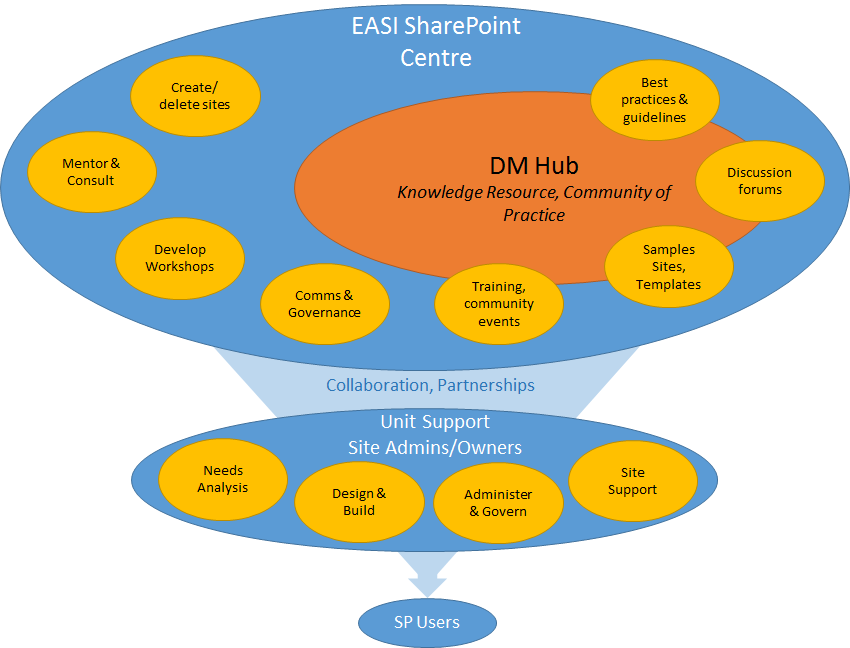 EASI SharePoint
Centre
Create/
delete sites
Best
practices &
guidelines
Mentor &
Consult
DM Hub
Knowledge Resource, Community of
Practice
Discussion
forums
Develop
Workshops
Samples
Sites,
Templates
Comms &
Governance
Training,
community
events
Collaboration, Partnerships
Unit Support
Site Admins/Owners
Needs
Analysis
Design &
Build
Administer
& Govern
Site
Support
SP Users